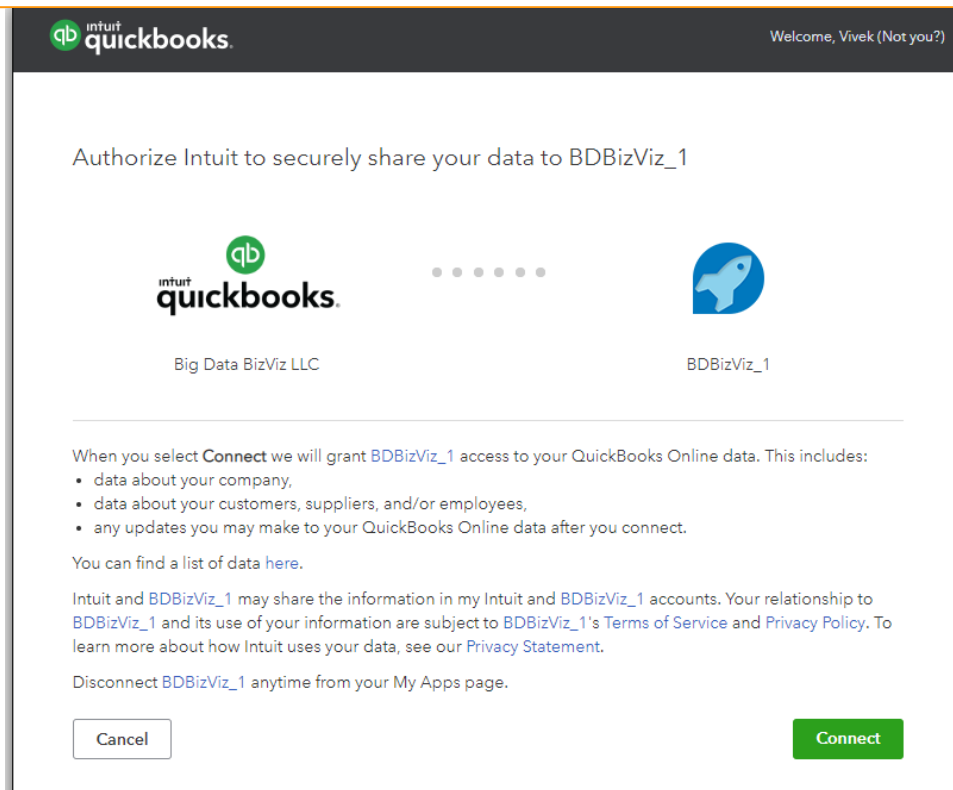 intuit
quickbooks.
Welcome, Vivek (Not you?)
Authorize Intuit to securely share your data to BDBizViz_1
intuit
quickbooks.
Big Data BizViz LLC
BDBizViz_1
When you select Connect we will grant BDBizViz_1 access to your QuickBooks Online data. This includes:
• data about your company,
• data about your customers, suppliers, and/or employees,
• any updates you may make to your QuickBooks Online data after you connect.
You can find a list of data here.
Intuit and BDBizViz_1 may share the information in my Intuit and BDBizViz_1 accounts. Your relationship to
BDBizViz_1 and its use of your information are subject to BDBizViz_1's Terms of Service and Privacy Policy. To
learn more about how Intuit uses your data, see our Privacy Statement.
Disconnect BDBizViz_1 anytime from your My Apps page.
Cancel
Connect